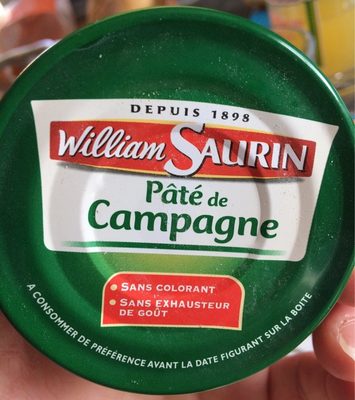 DEPUIS 1898
William SAURIN
Pâté de
Campagne
SANS COLORANT
SANS EXHAUSTEUR
DE GOÛT
A CONSOMMER DE PRÉFÉRENCE AVANT LA DATE FIGURANT SUR LA BOITE